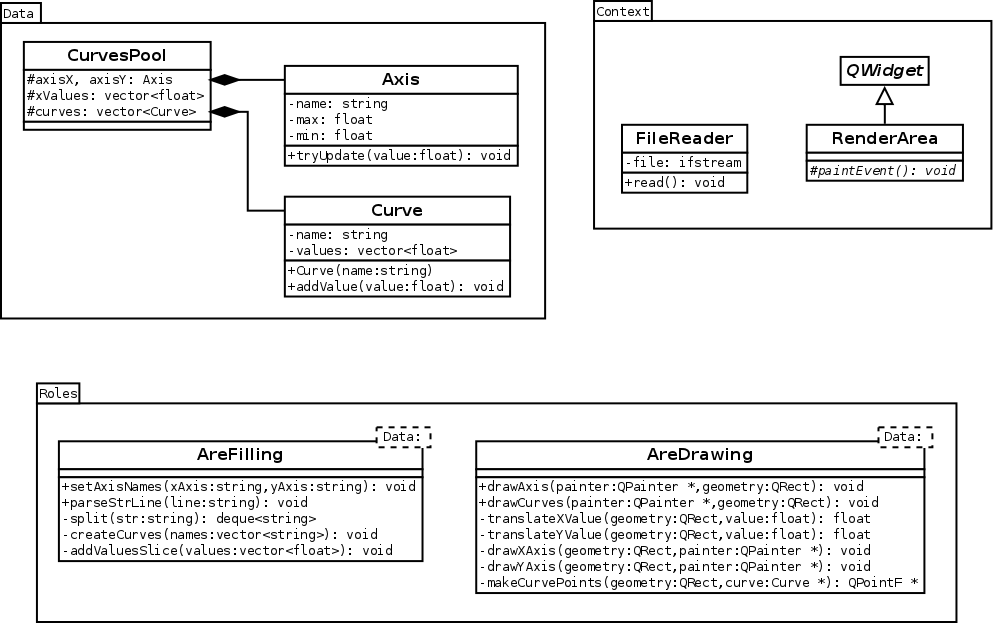 Data
CurvesPool
#axisX, axisY: Axis
#xValues: vector<float>
#curves: vector<Curve>
Axis
-name: string
-max: float
-min: float
+tryUpdate(value:float): void
Curve
-name: string
-values: vector<float>
+Curve(name:string)
+addValue(value:float): void
Context
QWidget
FileReader
-file: ifstream
+read(): void
RenderArea
#paintEvent(): void
Roles
Data:
AreFilling
+setAxisNames(xAxis:string,yAxis:string): void
+parseStrLine(line:string): void
-split(str:string): deque<string>
-createCurves(names:vector<string>): void
-addValuesSlice(values:vector<float>): void
Data:
AreDrawing
+drawAxis(painter:QPainter *,geometry:QRect): void
+drawCurves(painter:QPainter *,geometry:QRect): void
-translateXValue(geometry:QRect,value:float): float
-translateYValue(geometry:QRect,value:float): float
-drawXAxis(geometry:QRect,painter:QPainter *): void
-drawYAxis(geometry:QRect,painter:QPainter *): void
-makeCurvePoints(geometry:QRect,curve:Curve *): QPointF *